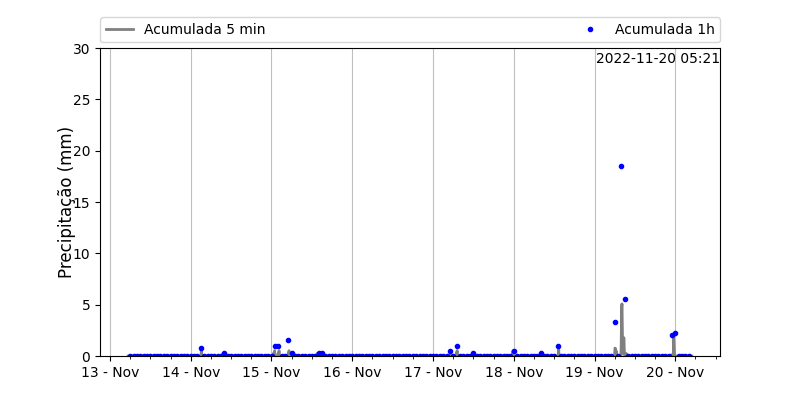 Acumulada 5 min
Acumulada 1h
2022-11-20 05:21
Precipitação (mm)
30
25
20
15
10
5
0
13 - Nov
14 - Nov
15 - Nov
16 - Nov
17 - Nov
18 - Nov
19 - Nov
20 - Nov